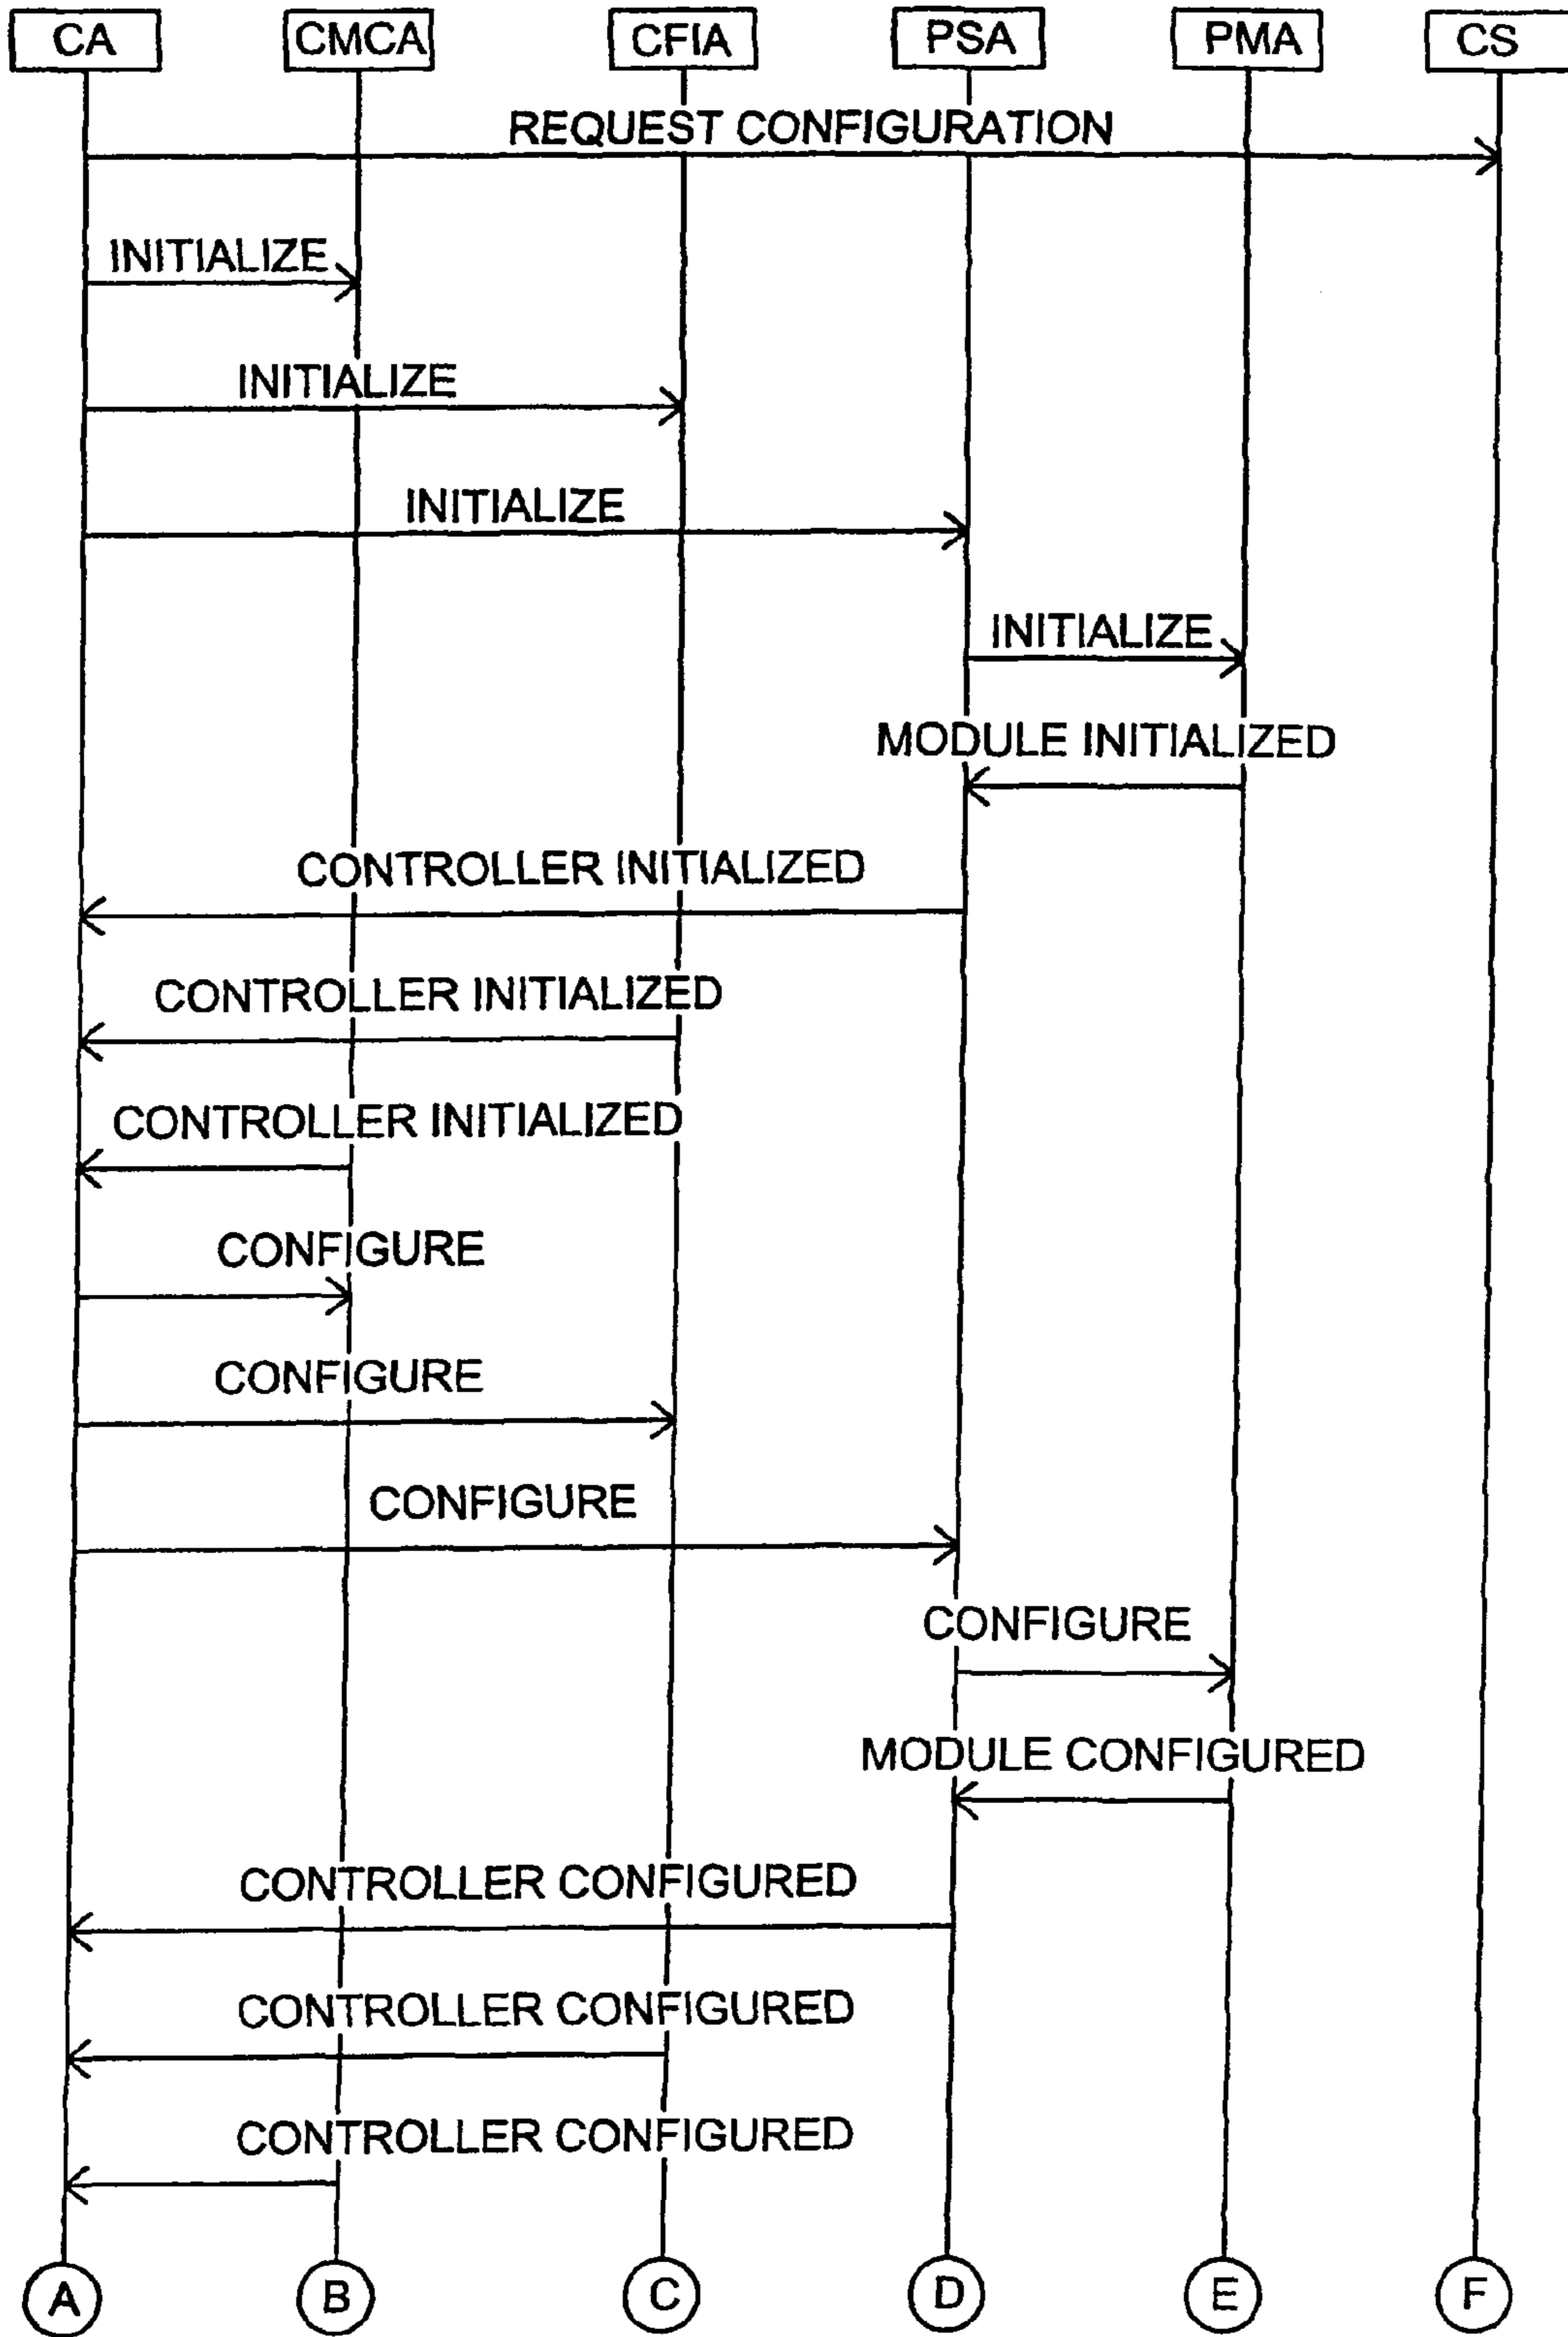 CA CMCA CFIA PSA PMA CS
REQUEST CONFIGURATION
INITIALIZE
INITIALIZE
INITIALIZE
INITIALIZE
MODULE INITIALIZED
CONTROLLER INITIALIZED
CONTROLLER INITIALIZED
CONTROLLER INITIALIZED
CONFIGURE
CONFIGURE
CONFIGURE
CONFIGURE
MODULE CONFIGURED
CONTROLLER CONFIGURED
CONTROLLER CONFIGURED
CONTROLLER CONFIGURED
A B C D E F